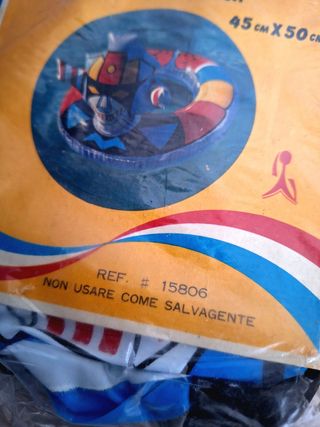 45 CM X 50 CM
REF. # 15806
NON USARE COME SALVAGENTE